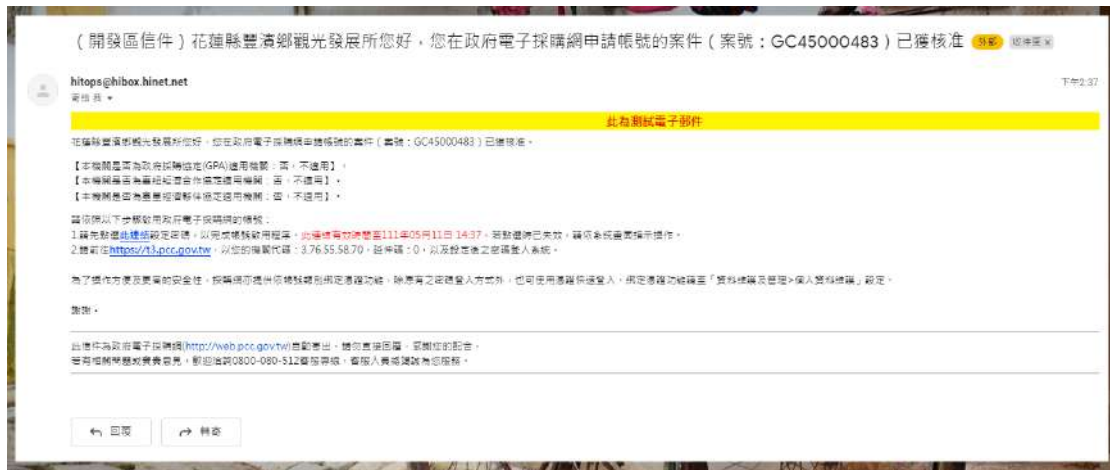 (開發區信件)花蓮縣豐濱鄉觀光發展所您好,您在政府電子採購網申請帳號的案件(案號:GC45000483)已獲核准 外部 收件匣 x
hitops@hibox.hinet.net
下午2:37
寄給 我
此為測試電子郵件
花蓮縣豐濱鄉觀光發展所您好,您在政府電子採購網申請帳號的案件(案號:GC45000483)已獲核准。
【本機關是否為政府採購協定(GPA)適用機關:否,不適用】,
【本機關是否為臺紐經濟合作協定適用機關:否,不適用】。
【本機關是否為臺星經濟夥伴協定適用機關:否,不適用】。
請依照以下步驟啟用政府電子採購網的帳號:
1.請先點選此連結設定密碼,以完成帳號啟用程序,此連結有效時間至111年05月11日 14:37。若點選時已失效,請依系統畫面指示操作。
2.請前往https://t3.pcc.gov.tw,以您的機關代碼:3.76.55.58.70,延伸碼:0,以及設定後之密碼登入系統。
為了操作方便及更高的安全性,採購網亦提供依帳號類別綁定憑證功能,除原有之密碼登入方式外,也可使用憑證快速登入,綁定憑證功能請至「資料維護及管理>個人資料維護」設定。
謝謝。
此信件為政府電子採購網(http://web.pcc.gov.tw)自動寄出,請勿直接回覆,感謝您的配合。
若有相關問題或寶貴意見,歡迎洽詢0800-080-512客服專線,客服人員將竭誠為您服務。
回覆 轉寄